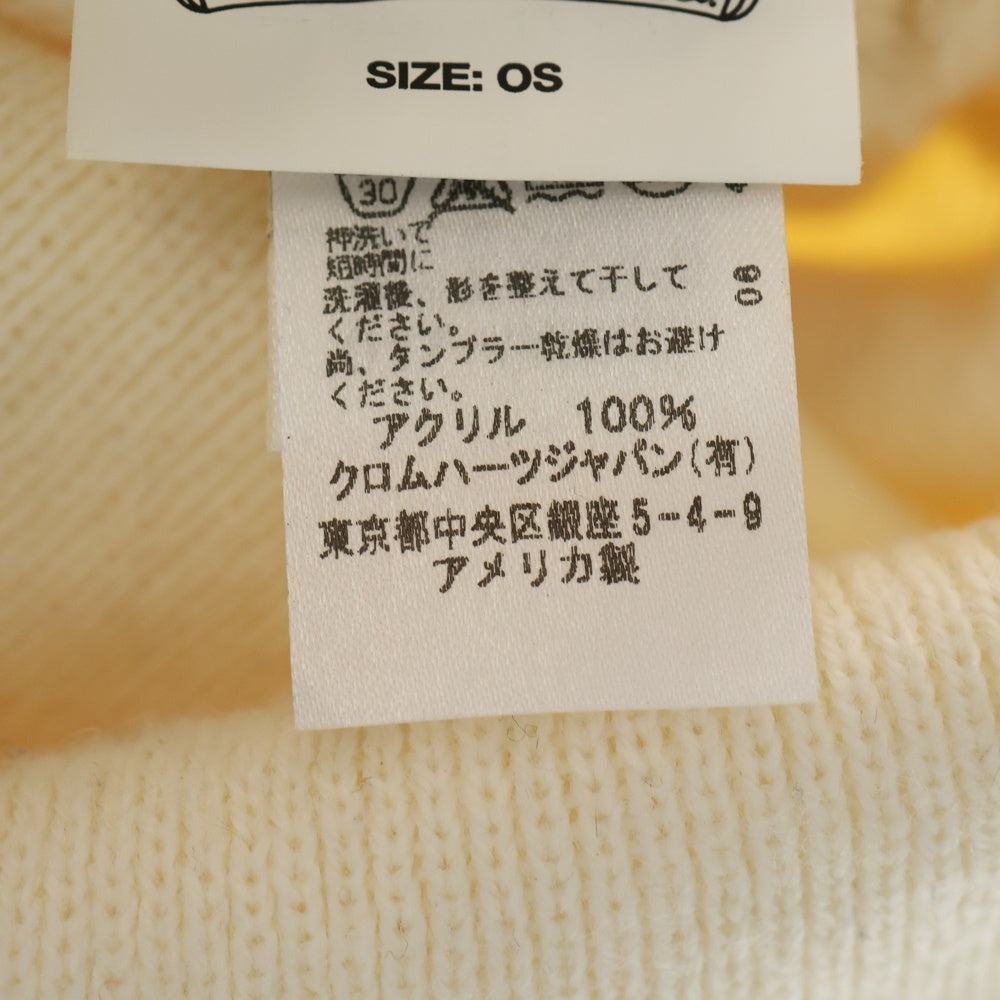 SIZE: OS
30
押洗いで
短時間に
洗濯後、形を整えて干して
ください。
尚、タンブラー乾燥はお避け
ください。
アクリル 100%
クロムハーツジャパン(有)
東京都中央区銀座5-4-9
アメリカ製
08